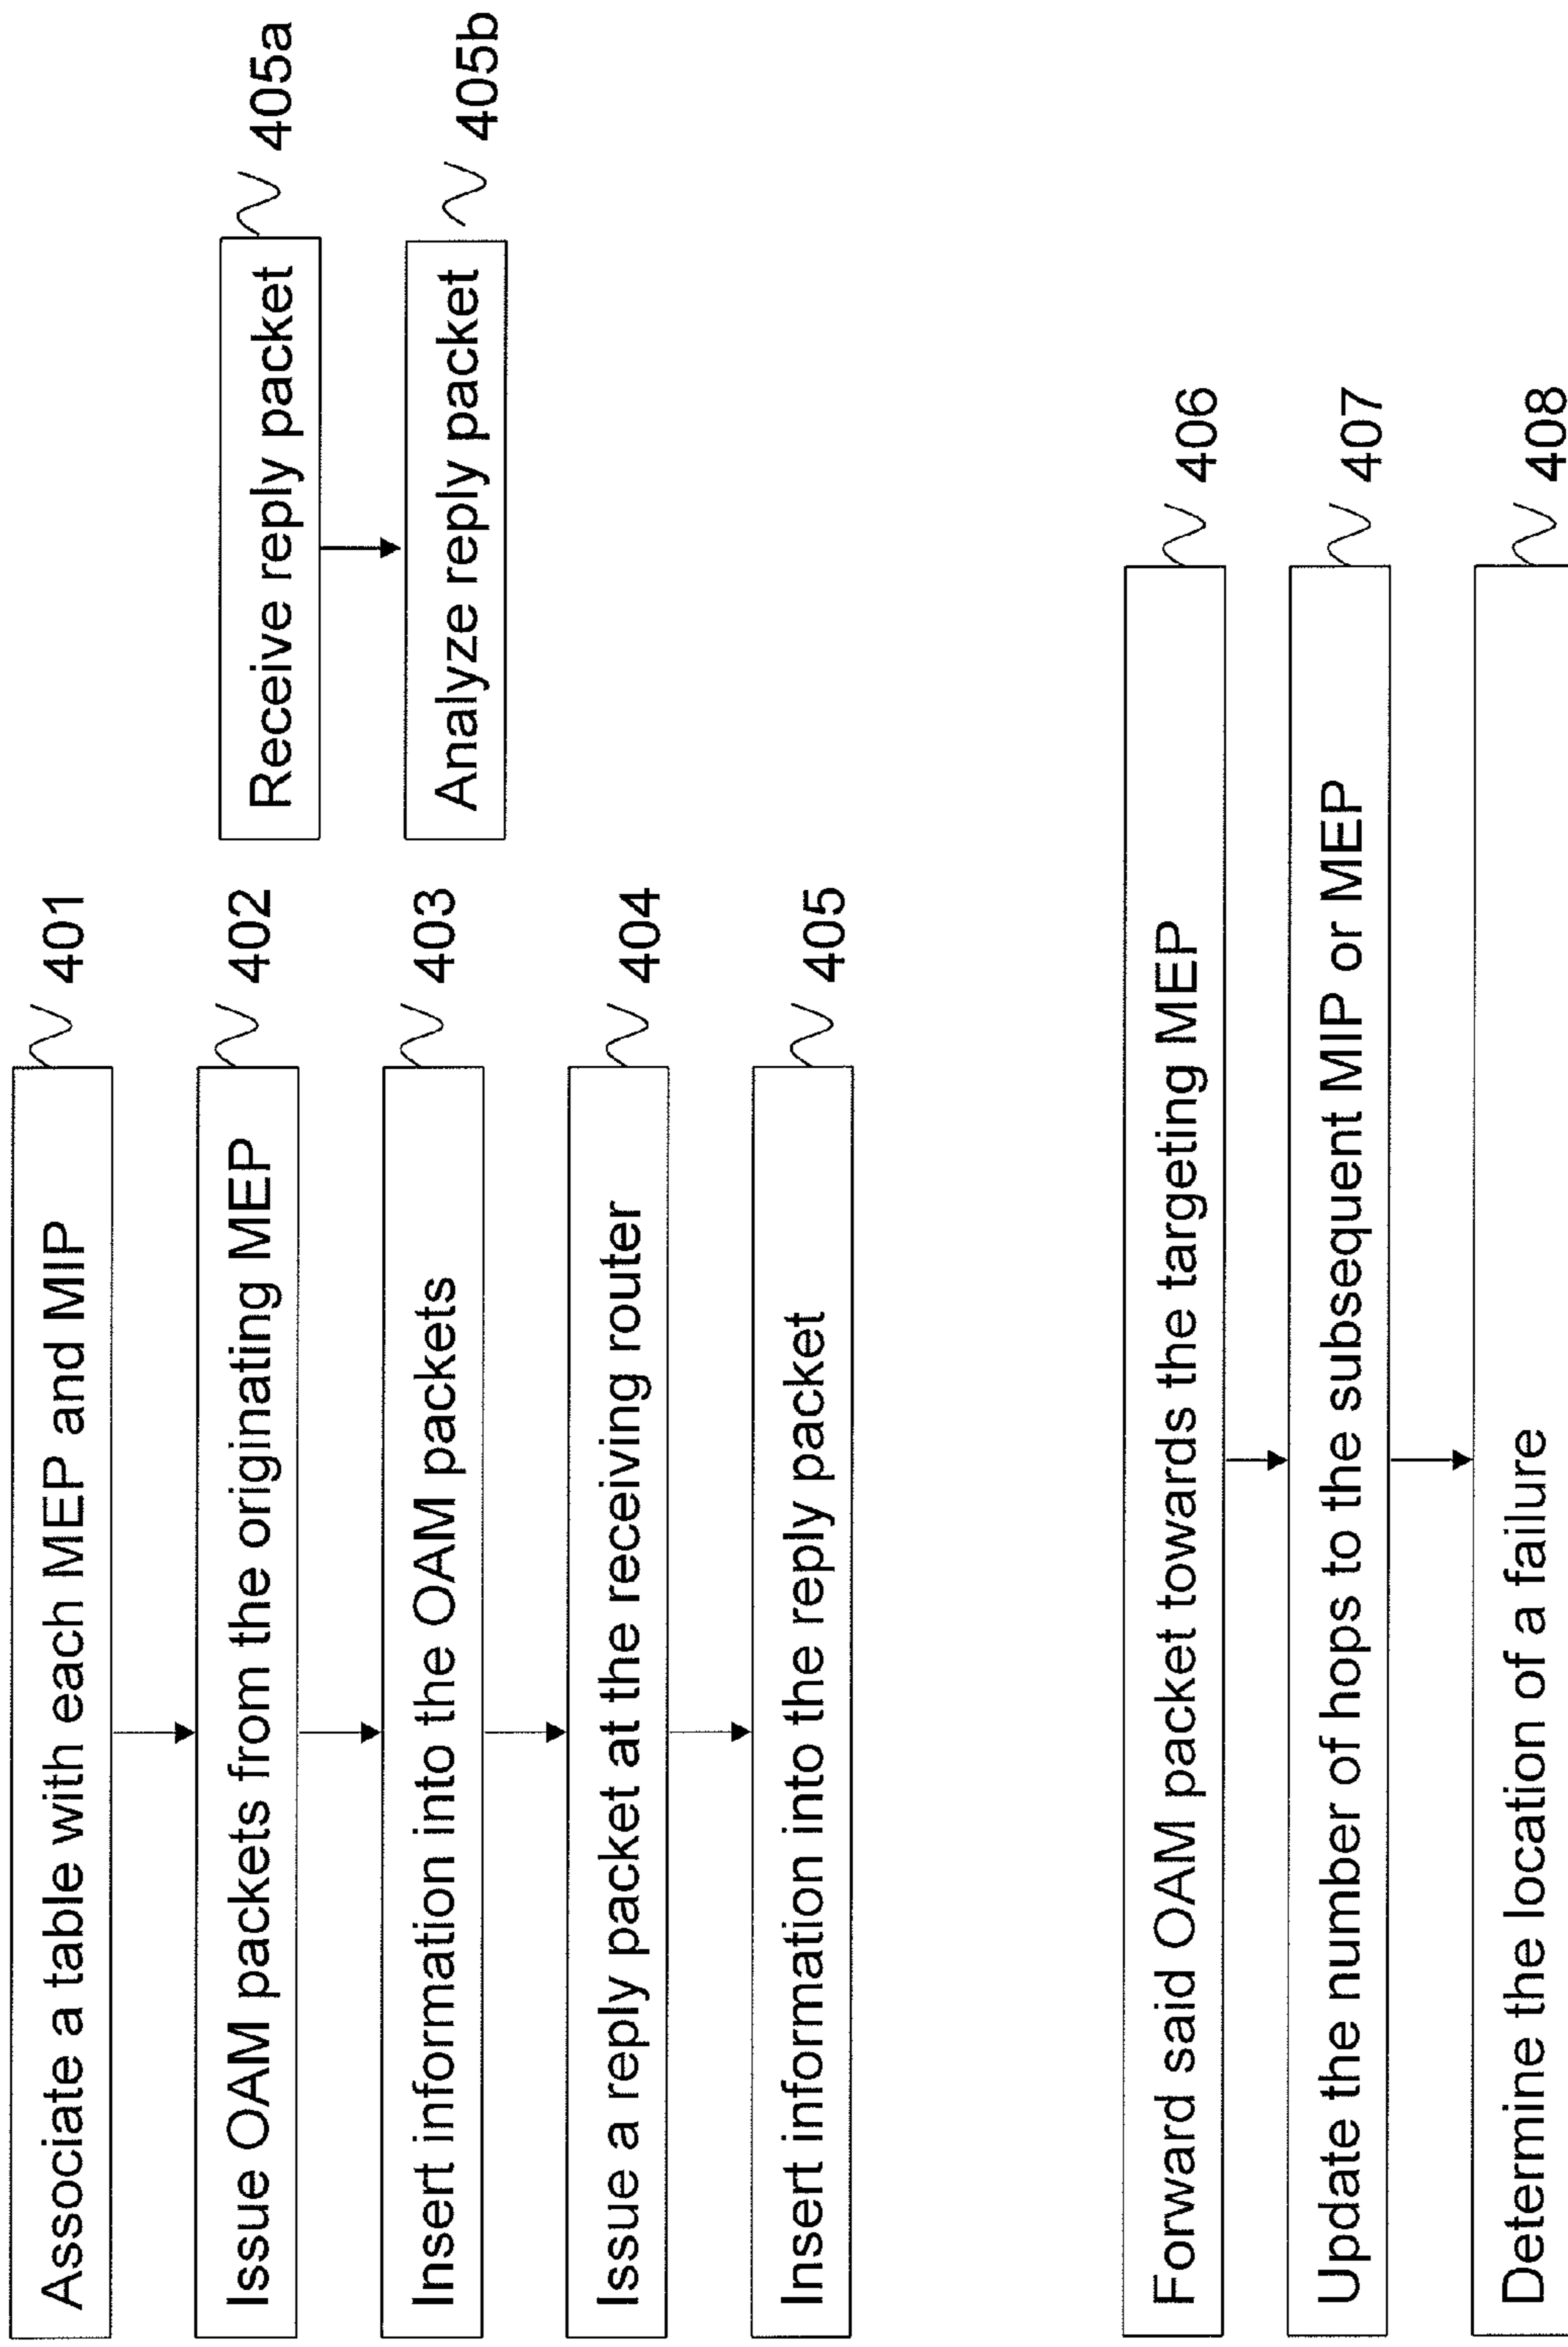 Associate a table with each MEP and MIP 401
Issue OAM packets from the originating MEP 402
Insert information into the OAM packets 403
Issue a reply packet at the receiving router 404
Insert information into the reply packet 405
Receive reply packet 405a
Analyze reply packet 405b
Forward said OAM packet towards the targeting MEP 406
Update the number of hops to the subsequent MIP or MEP 407
Determine the location of a failure 408